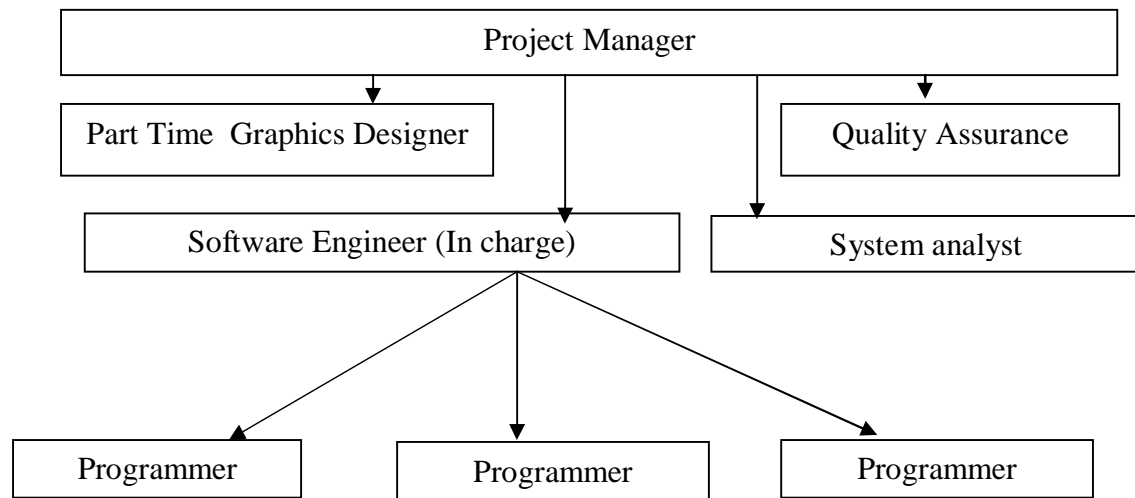 Project Manager
Part Time  Graphics Designer
Quality Assurance
Software Engineer (In charge)
System analyst
Programmer
Programmer
Programmer